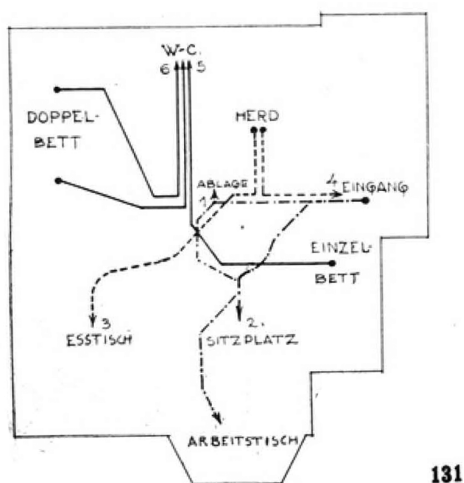 W-C.
6 5
DOPPEL-
BETT
HERD
ABLAGE
1
4
EINGANG
EINZEL-
BETT
3
ESSTISCH
2.
SITZPLATZ
ARBEITSTISCH
131